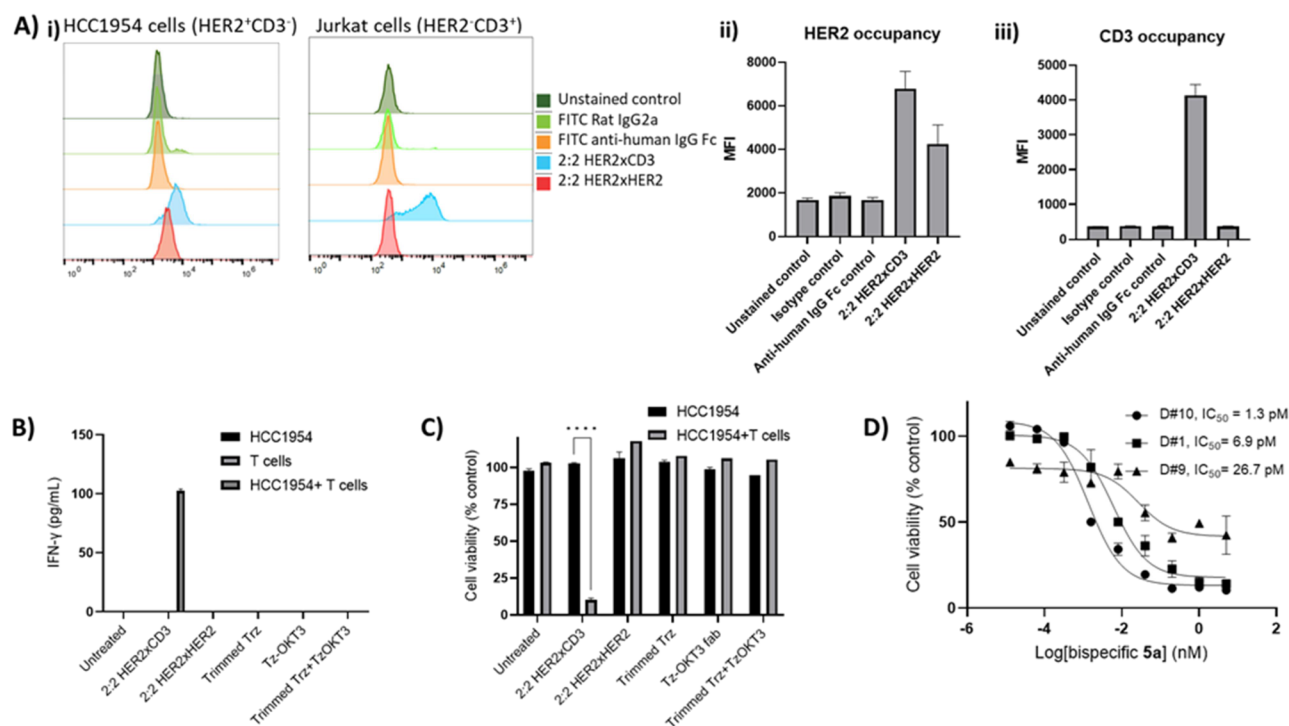 A) i) HCC1954 cells (HER2⁺CD3⁻) Jurkat cells (HER2⁻CD3⁺)
Unstained control
FITC Rat IgG2a
FITC anti-human IgG Fc
2:2 HER2xCD3
2:2 HER2xHER2
10⁰ 10² 10⁴ 10⁶
10⁰ 10² 10⁴ 10⁶
ii) HER2 occupancy
MFI
8000
6000
4000
2000
0
Unstained control
Isotype control
Anti-human IgG Fc control
2:2 HER2xCD3
2:2 HER2xHER2
iii) CD3 occupancy
MFI
5000
4000
3000
2000
1000
0
Unstained control
Isotype control
Anti-human IgG Fc control
2:2 HER2xCD3
2:2 HER2xHER2
B)
IFN-γ (pg/mL)
150
100
50
0
HCC1954
T cells
HCC1954+ T cells
Untreated
2:2 HER2xCD3
2:2 HER2xHER2
Trimmed Trz
Tz-OKT3
Trimmed Trz+TzOKT3
C)
Cell viability (% control)
100
75
50
25
0
****
HCC1954
HCC1954+T cells
Untreated
2:2 HER2xCD3
2:2 HER2xHER2
Trimmed Trz
Tz-OKT3 fab
Trimmed Trz+TzOKT3
D)
Cell viability (% control)
100
50
0
D#10, IC₅₀ = 1.3 pM
D#1, IC₅₀= 6.9 pM
D#9, IC₅₀= 26.7 pM
-6 -4 -2 0 2
Log[bispecific 5a] (nM)